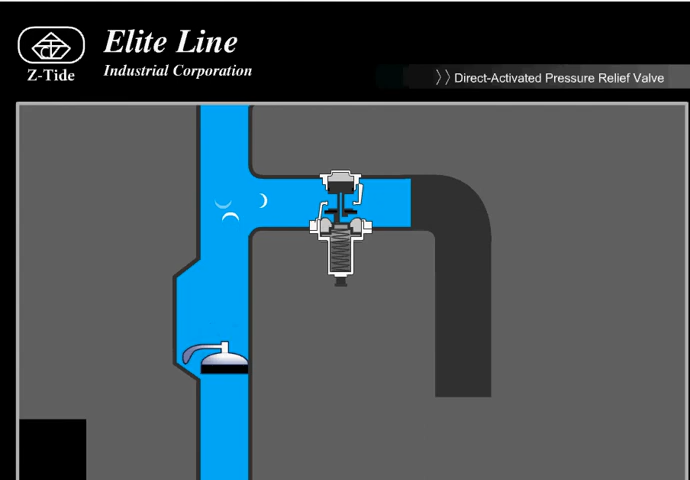 Elite Line
Industrial Corporation
Z-Tide
》Direct-Activated Pressure Relief Valve